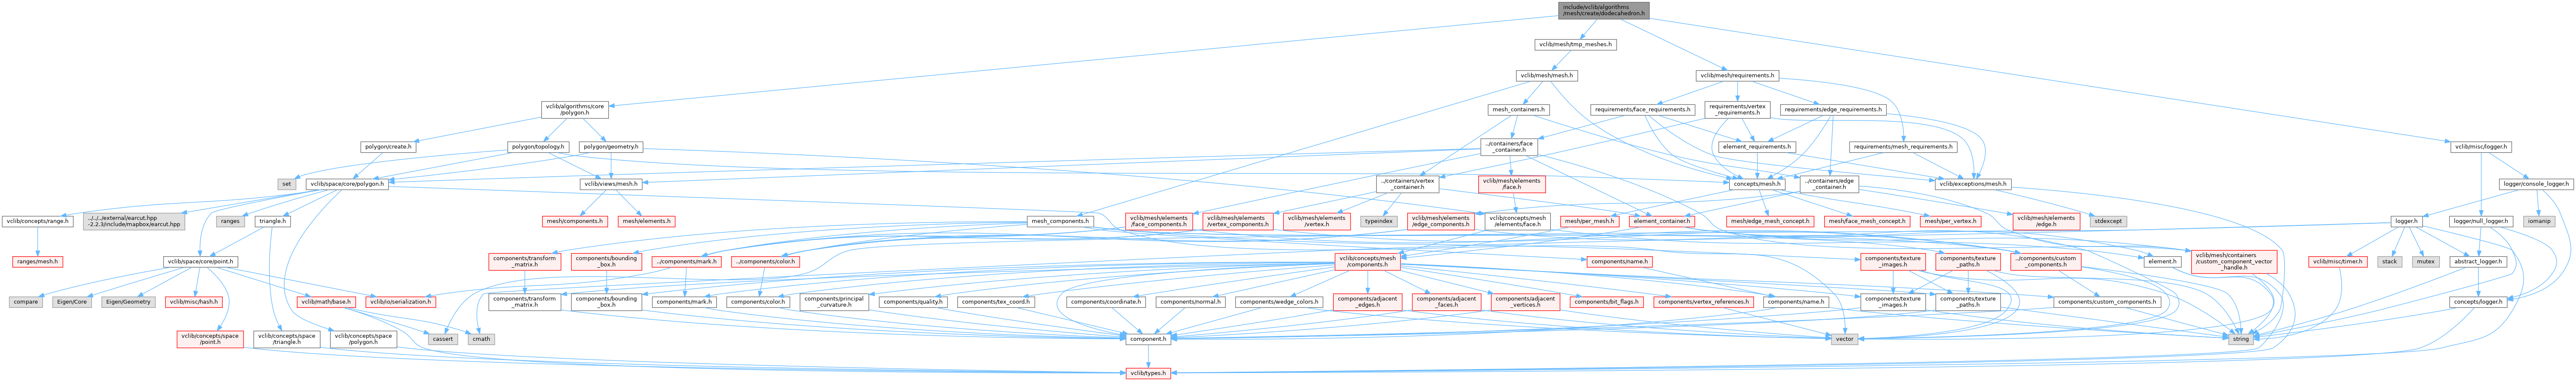 include/vclib/algorithms
/mesh/create/dodecahedron.h
vclib/mesh/tmp_meshes.h
vclib/mesh/mesh.h
vclib/mesh/requirements.h
vclib/algorithms/core
/polygon.h
mesh_containers.h
requirements/face_requirements.h
requirements/vertex
_requirements.h
requirements/edge_requirements.h
polygon/create.h
polygon/topology.h
polygon/geometry.h
../containers/face
_container.h
element_requirements.h
requirements/mesh_requirements.h
vclib/misc/logger.h
set
vclib/space/core/polygon.h
vclib/views/mesh.h
vclib/mesh/elements
/face.h
../containers/vertex
_container.h
concepts/mesh.h
../containers/edge
_container.h
vclib/exceptions/mesh.h
logger/console_logger.h
vclib/concepts/range.h
../../../external/earcut.hpp
-2.2.3/include/mapbox/earcut.hpp
ranges
triangle.h
mesh/components.h
mesh/elements.h
mesh_components.h
vclib/mesh/elements
/face_components.h
vclib/mesh/elements
/vertex_components.h
vclib/mesh/elements
/vertex.h
typeindex
vclib/mesh/elements
/edge_components.h
vclib/concepts/mesh
/elements/face.h
mesh/per_mesh.h
element_container.h
mesh/edge_mesh_concept.h
mesh/face_mesh_concept.h
mesh/per_vertex.h
vclib/mesh/elements
/edge.h
stdexcept
logger.h
logger/null_logger.h
iomanip
ranges/mesh.h
vclib/space/core/point.h
components/transform
_matrix.h
components/bounding
_box.h
../components/mark.h
../components/color.h
vclib/concepts/mesh
/components.h
components/name.h
components/texture
_images.h
components/texture
_paths.h
../components/custom
_components.h
element.h
vclib/mesh/containers
/custom_component_vector
_handle.h
vclib/misc/timer.h
stack
mutex
abstract_logger.h
compare
Eigen/Core
Eigen/Geometry
vclib/misc/hash.h
vclib/math/base.h
vclib/io/serialization.h
components/transform
_matrix.h
components/bounding
_box.h
components/mark.h
components/color.h
components/principal
_curvature.h
components/quality.h
components/tex_coord.h
components/coordinate.h
components/normal.h
components/wedge_colors.h
components/adjacent
_edges.h
components/adjacent
_faces.h
components/adjacent
_vertices.h
components/bit_flags.h
components/vertex_references.h
components/name.h
components/texture
_images.h
components/texture
_paths.h
components/custom_components.h
concepts/logger.h
vclib/concepts/space
/point.h
vclib/concepts/space
/triangle.h
vclib/concepts/space
/polygon.h
cassert
cmath
component.h
vector
string
vclib/types.h